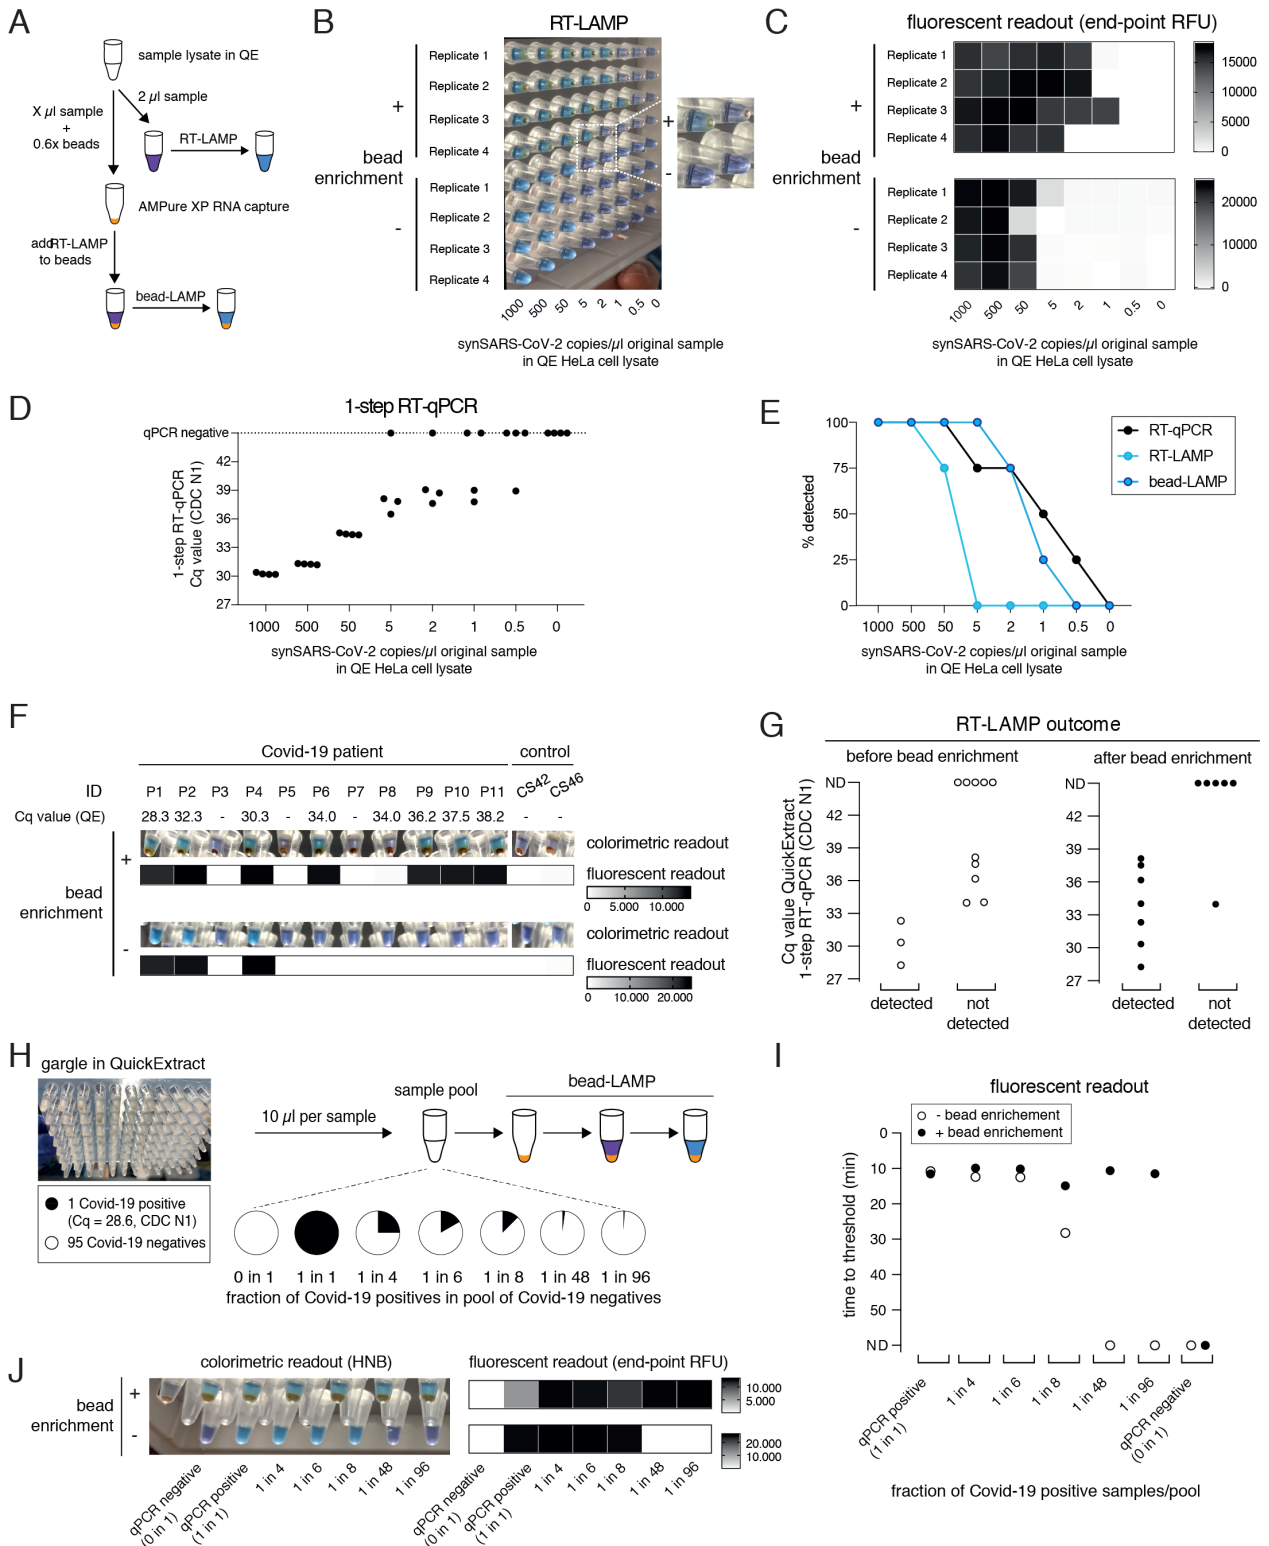 A
sample lysate in QE
X µl sample
+
0.6x beads
2 µl sample
RT-LAMP
AMPure XP RNA capture
addRT-LAMP
to beads
bead-LAMP
B
RT-LAMP
+
bead
enrichment
-
Replicate 1
Replicate 2
Replicate 3
Replicate 4
Replicate 1
Replicate 2
Replicate 3
Replicate 4
+
-
1000 500 50 5 2 1 0.5 0
synSARS-CoV-2 copies/µl original sample
in QE HeLa cell lysate
C
fluorescent readout (end-point RFU)
+
bead
enrichment
-
Replicate 1
Replicate 2
Replicate 3
Replicate 4
15000
10000
5000
0
Replicate 1
Replicate 2
Replicate 3
Replicate 4
20000
10000
0
1000 500 50 5 2 1 0.5 0
synSARS-CoV-2 copies/µl original sample
in QE HeLa cell lysate
D
1-step RT-qPCR
qPCR negative
42
39
36
33
30
27
1-step RT-qPCR
Cq value (CDC N1)
1000 500 50 5 2 1 0.5 0
synSARS-CoV-2 copies/µl original sample
in QE HeLa cell lysate
E
100
75
50
25
0
% detected
RT-qPCR
RT-LAMP
bead-LAMP
1000 500 50 5 2 1 0.5 0
synSARS-CoV-2 copies/µl original sample
in QE HeLa cell lysate
F
Covid-19 patient control
ID P1 P2 P3 P4 P5 P6 P7 P8 P9 P10 P11 CS42 CS46
Cq value (QE) 28.3 32.3 - 30.3 - 34.0 - 34.0 36.2 37.5 38.2 - -
+
bead
enrichment
-
colorimetric readout
fluorescent readout
0 5.000 10.000
colorimetric readout
fluorescent readout
0 10.000 20.000
G
RT-LAMP outcome
before bead enrichment
after bead enrichment
Cq value QuickExtract
1-step RT-qPCR (CDC N1)
ND
42
39
36
33
30
27
detected
not
detected
ND
42
39
36
33
30
27
detected
not
detected
H
gargle in QuickExtract
1 Covid-19 positive
(Cq = 28.6, CDC N1)
95 Covid-19 negatives
10 µl per sample
sample pool
bead-LAMP
0 in 1 1 in 1 1 in 4 1 in 6 1 in 8 1 in 48 1 in 96
fraction of Covid-19 positives in pool of Covid-19 negatives
I
fluorescent readout
- bead enrichement
+ bead enrichement
time to threshold (min)
0
10
20
30
40
50
ND
qPCR positive
(1 in 1)
1 in 4
1 in 6
1 in 8
1 in 48
1 in 96
qPCR negative
(0 in 1)
fraction of Covid-19 positive samples/pool
J
colorimetric readout (HNB)
fluorescent readout (end-point RFU)
bead
enrichment
+
-
10.000
5.000
20.000
10.000
qPCR negative
(0 in 1)
qPCR positive
(1 in 1)
1 in 4
1 in 6
1 in 8
1 in 48
1 in 96
qPCR negative
(0 in 1)
qPCR positive
(1 in 1)
1 in 4
1 in 6
1 in 8
1 in 48
1 in 96